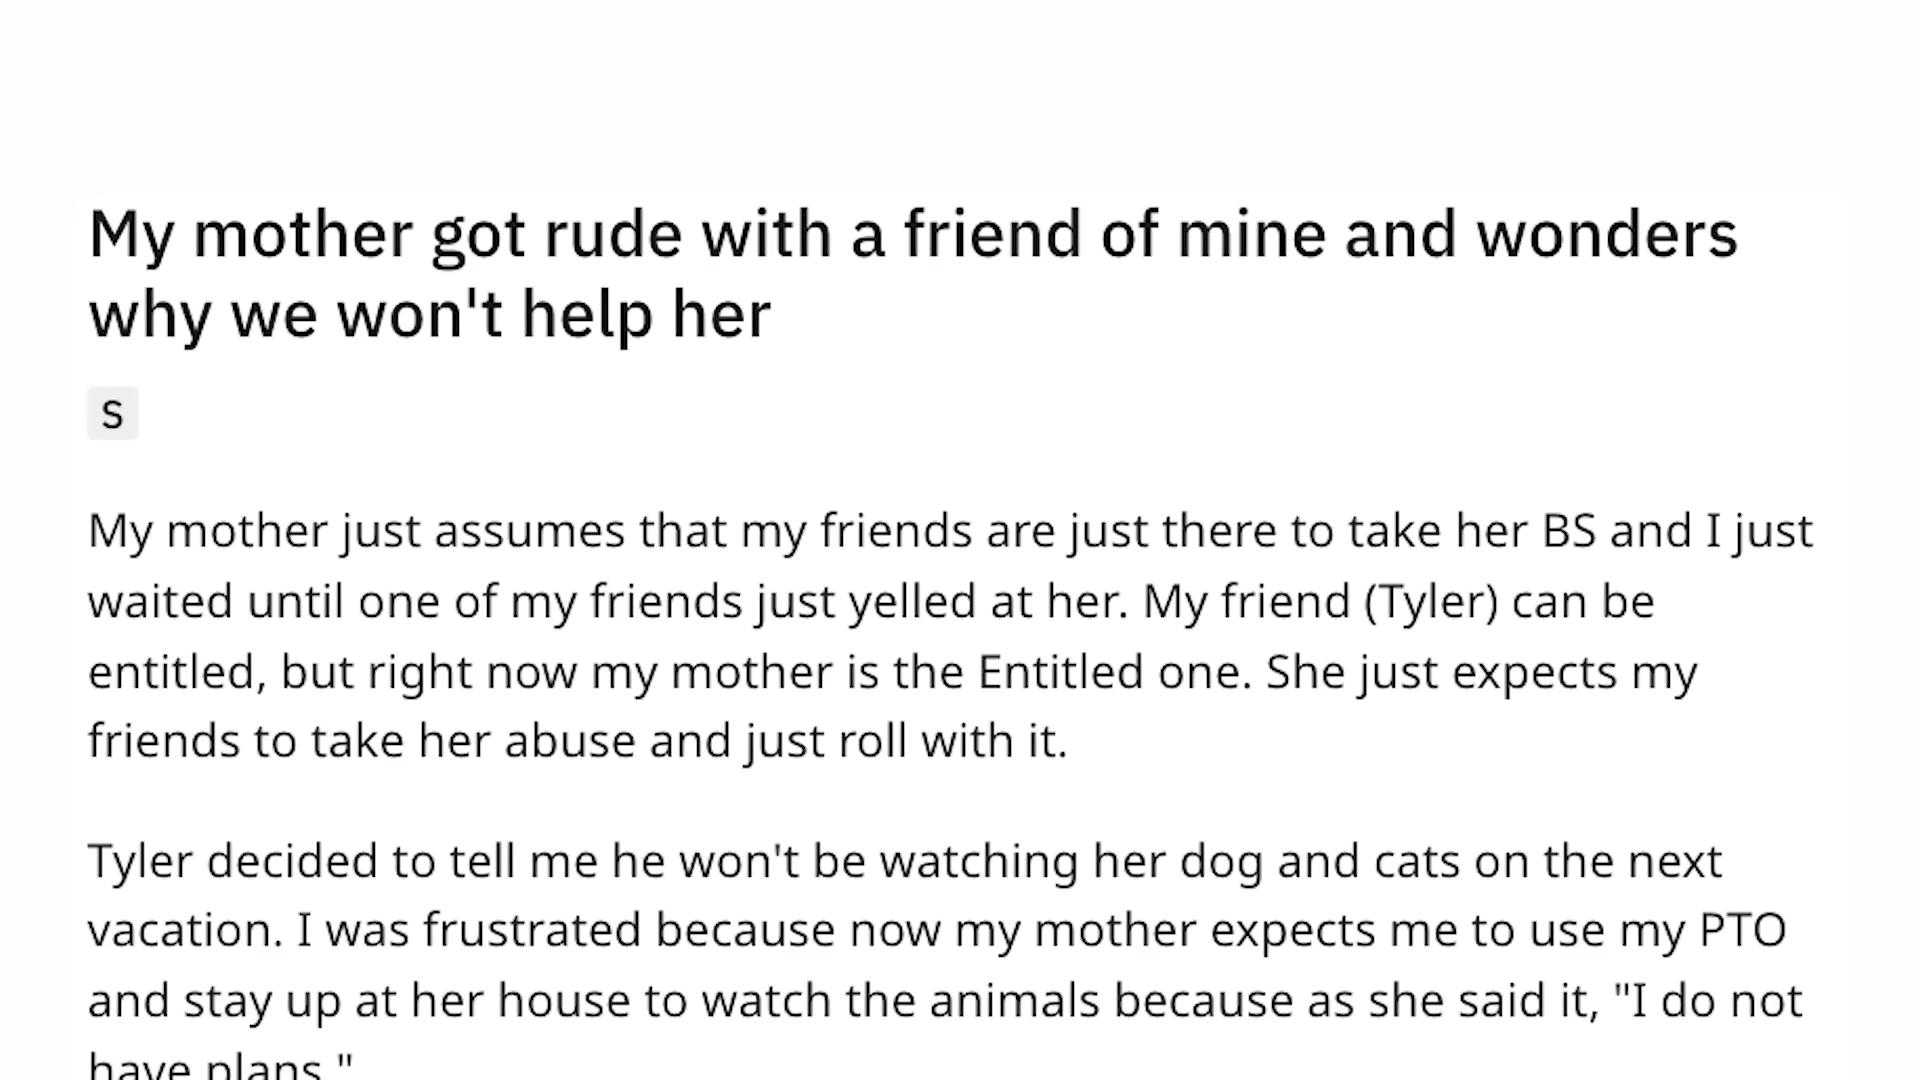 My mother got rude with a friend of mine and wonders
why we won't help her
S
My mother just assumes that my friends are just there to take her BS and I just
waited until one of my friends just yelled at her. My friend (Tyler) can be
entitled, but right now my mother is the Entitled one. She just expects my
friends to take her abuse and just roll with it.
Tyler decided to tell me he won't be watching her dog and cats on the next
vacation. I was frustrated because now my mother expects me to use my PTO
and stay up at her house to watch the animals because as she said it, "I do not
have plans."